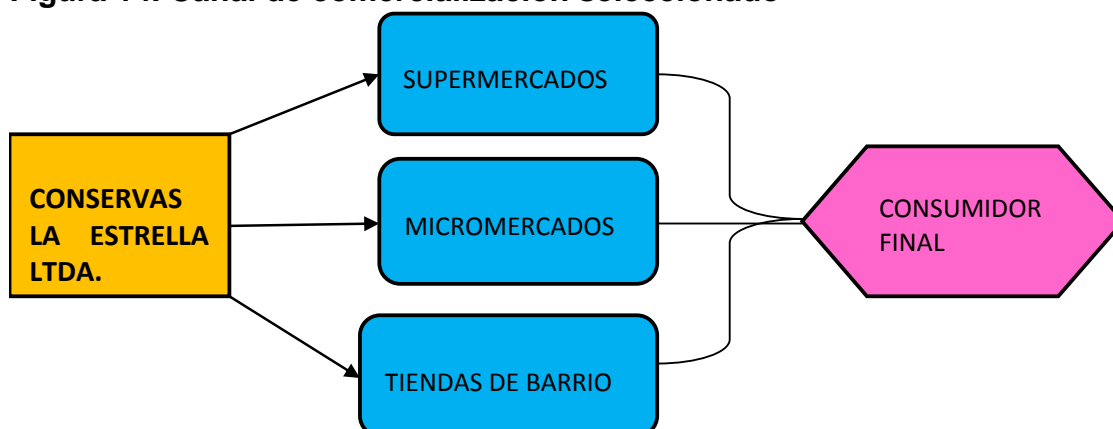 SUPERMERCADOS
CONSERVAS
LA ESTRELLA
LTDA.
MICROMERCADOS
CONSUMIDOR
FINAL
TIENDAS DE BARRIO